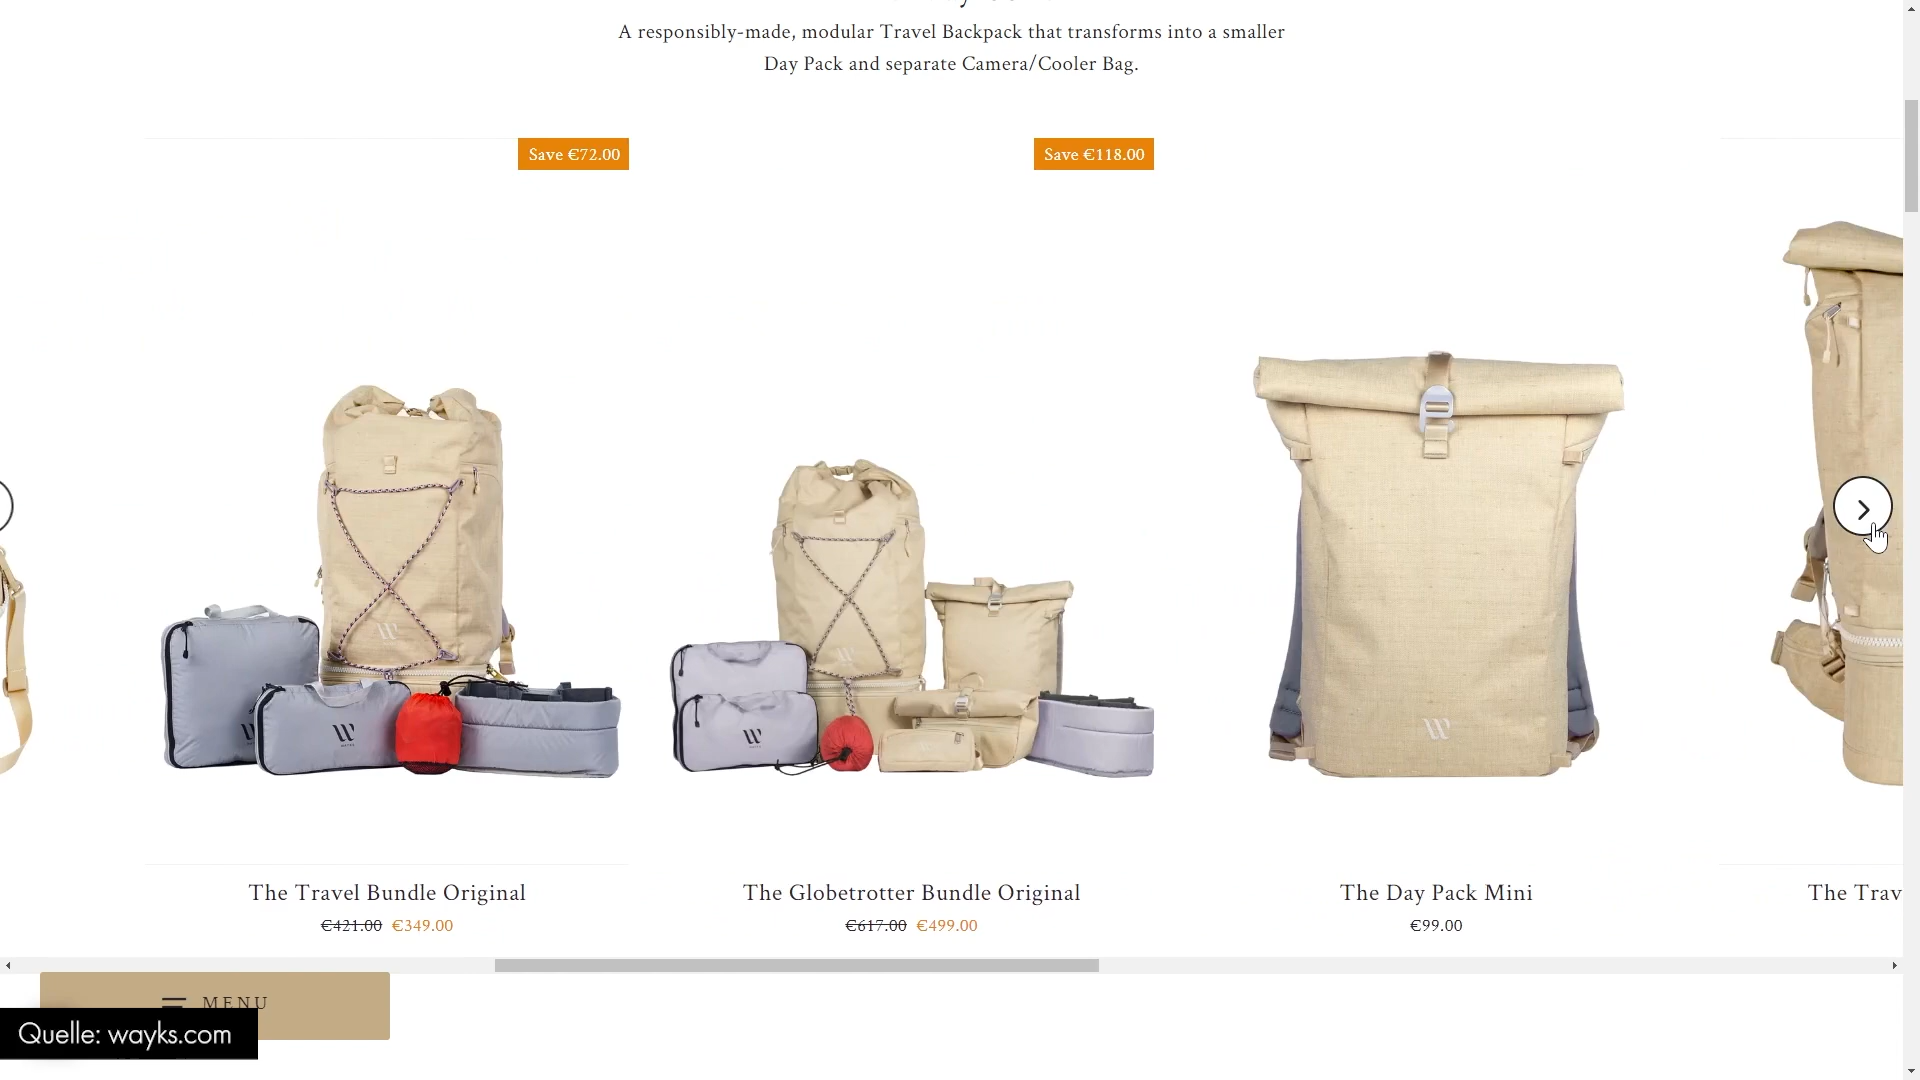 A responsibly-made, modular Travel Backpack that transforms into a smaller
Day Pack and separate Camera/Cooler Bag.
Save €72.00
Save €118.00
The Travel Bundle Original
€421.00 €349.00
The Globetrotter Bundle Original
€617.00 €499.00
The Day Pack Mini
€99.00
The Trav
MENU
Quelle: wayks.com